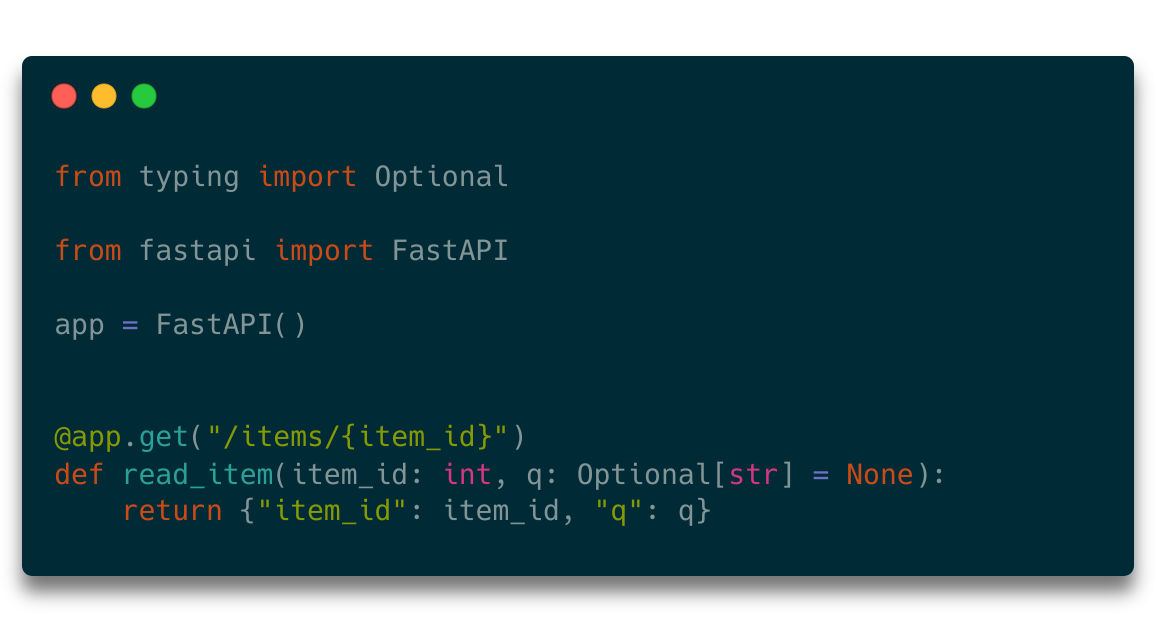 from typing import Optional
from fastapi import FastAPI
app = FastAPI()
@app.get("/items/{item_id}")
def read_item(item_id: int, q: Optional[str] = None):
    return {"item_id": item_id, "q": q}